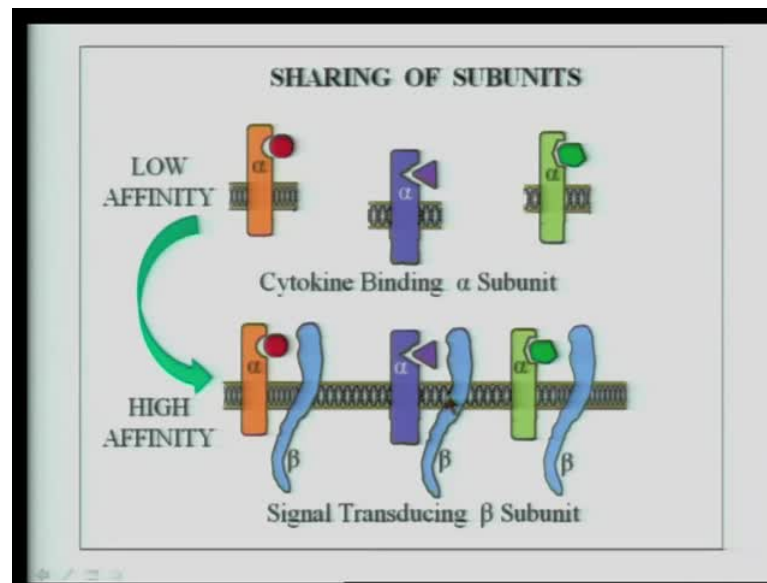 SHARING OF SUBUNITS
LOW
AFFINITY
α
α
α
Cytokine Binding α Subunit
α
α
α
HIGH
AFFINITY
β
β
β
Signal Transducing β Subunit